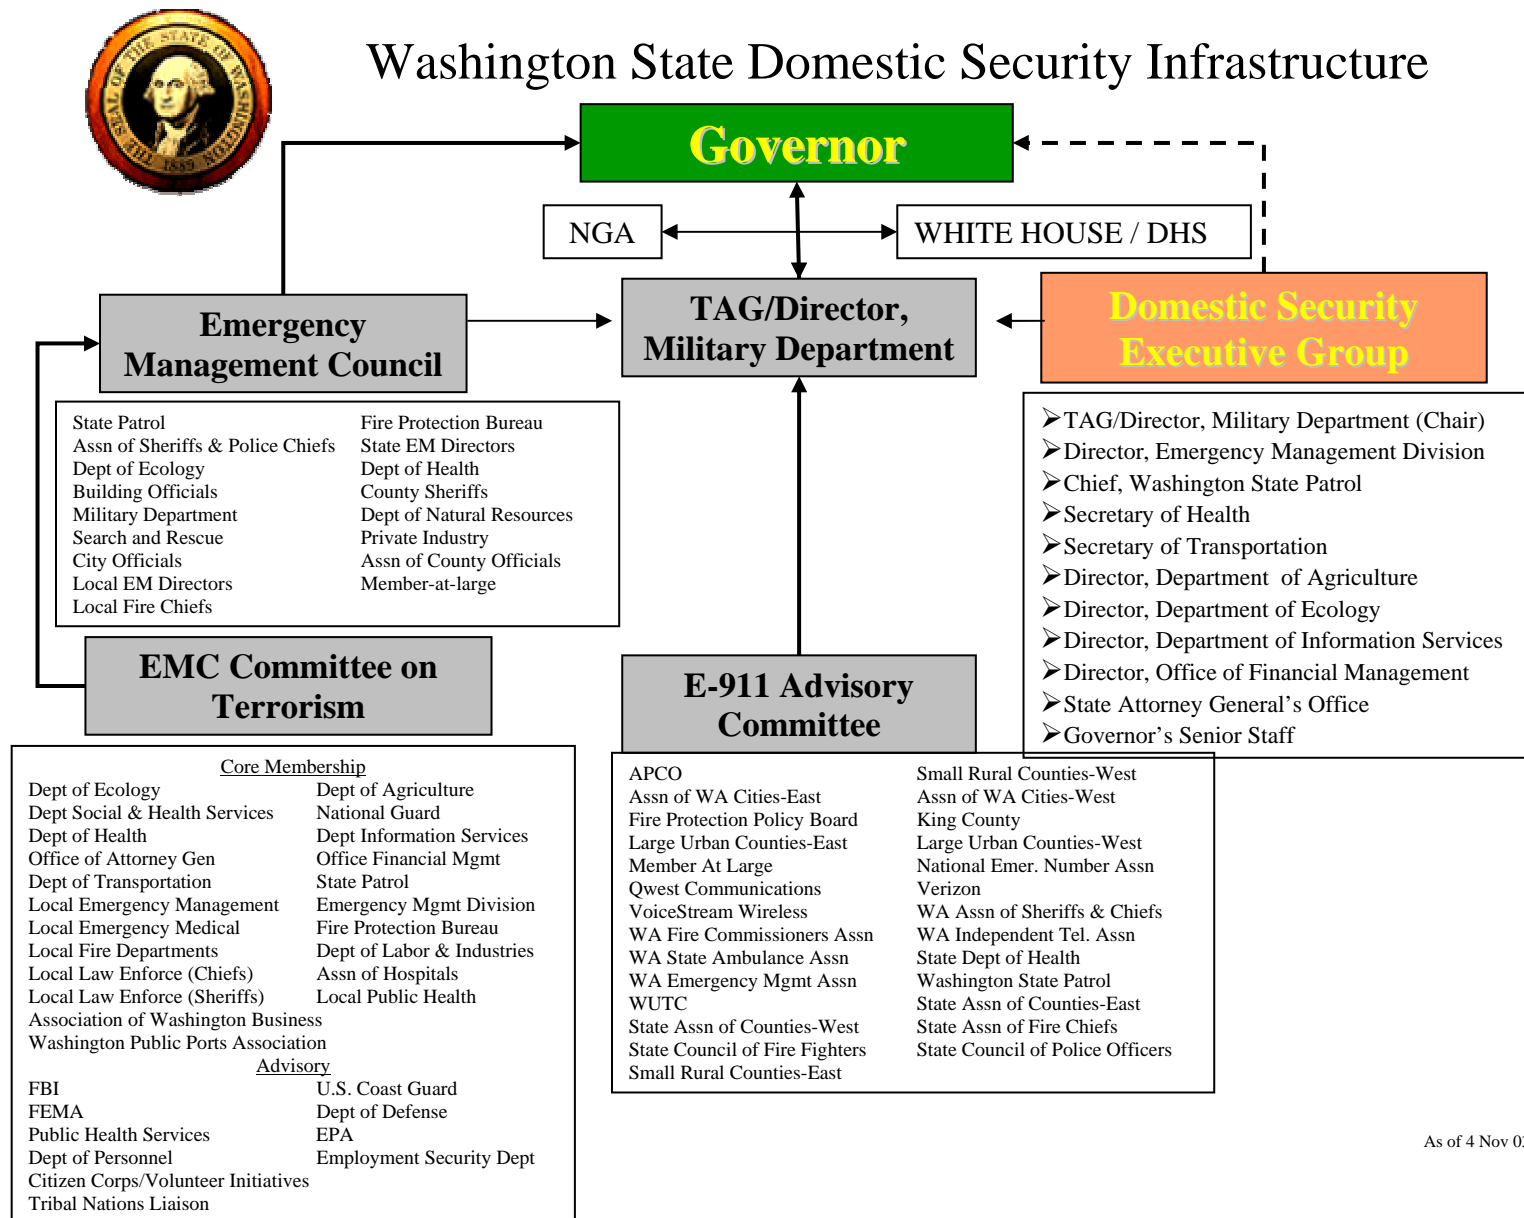 Washington State Domestic Security Infrastructure
THE SEAL OF THE STATE OF WASHINGTON
1889
Governor
NGA
WHITE HOUSE / DHS
Emergency
Management Council
TAG/Director,
Military Department
Domestic Security
Executive Group
State Patrol
Assn of Sheriffs & Police Chiefs
Dept of Ecology
Building Officials
Military Department
Search and Rescue
City Officials
Local EM Directors
Local Fire Chiefs
Fire Protection Bureau
State EM Directors
Dept of Health
County Sheriffs
Dept of Natural Resources
Private Industry
Assn of County Officials
Member-at-large
➢TAG/Director, Military Department (Chair)
➢Director, Emergency Management Division
➢Chief, Washington State Patrol
➢Secretary of Health
➢Secretary of Transportation
➢Director, Department  of Agriculture
➢Director, Department of Ecology
➢Director, Department of Information Services
➢Director, Office of Financial Management
➢State Attorney General’s Office
➢Governor’s Senior Staff
EMC Committee on
Terrorism
Core Membership
Dept of Ecology
Dept Social & Health Services
Dept of Health
Office of Attorney Gen
Dept of Transportation
Local Emergency Management
Local Emergency Medical
Local Fire Departments
Local Law Enforce (Chiefs)
Local Law Enforce (Sheriffs)
Association of Washington Business
Washington Public Ports Association
Dept of Agriculture
National Guard
Dept Information Services
Office Financial Mgmt
State Patrol
Emergency Mgmt Division
Fire Protection Bureau
Dept of Labor & Industries
Assn of Hospitals
Local Public Health
Advisory
FBI
FEMA
Public Health Services
Dept of Personnel
Citizen Corps/Volunteer Initiatives
Tribal Nations Liaison
U.S. Coast Guard
Dept of Defense
EPA
Employment Security Dept
E-911 Advisory
Committee
APCO
Assn of WA Cities-East
Fire Protection Policy Board
Large Urban Counties-East
Member At Large
Qwest Communications
VoiceStream Wireless
WA Fire Commissioners Assn
WA State Ambulance Assn
WA Emergency Mgmt Assn
WUTC
State Assn of Counties-West
State Council of Fire Fighters
Small Rural Counties-East
Small Rural Counties-West
Assn of WA Cities-West
King County
Large Urban Counties-West
National Emer. Number Assn
Verizon
WA Assn of Sheriffs & Chiefs
WA Independent Tel. Assn
State Dept of Health
Washington State Patrol
State Assn of Counties-East
State Assn of Fire Chiefs
State Council of Police Officers
As of 4 Nov